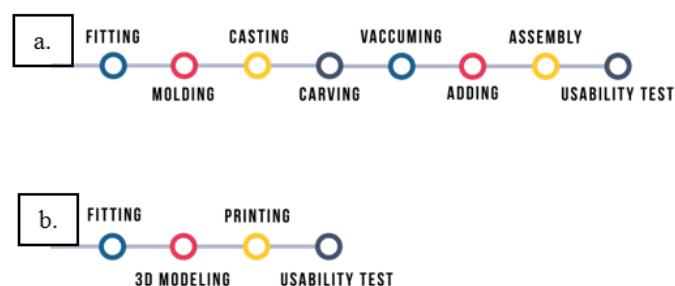 a.
FITTING
MOLDING
CASTING
CARVING
VACCUMING
ADDING
ASSEMBLY
USABILITY TEST
b.
FITTING
3D MODELING
PRINTING
USABILITY TEST